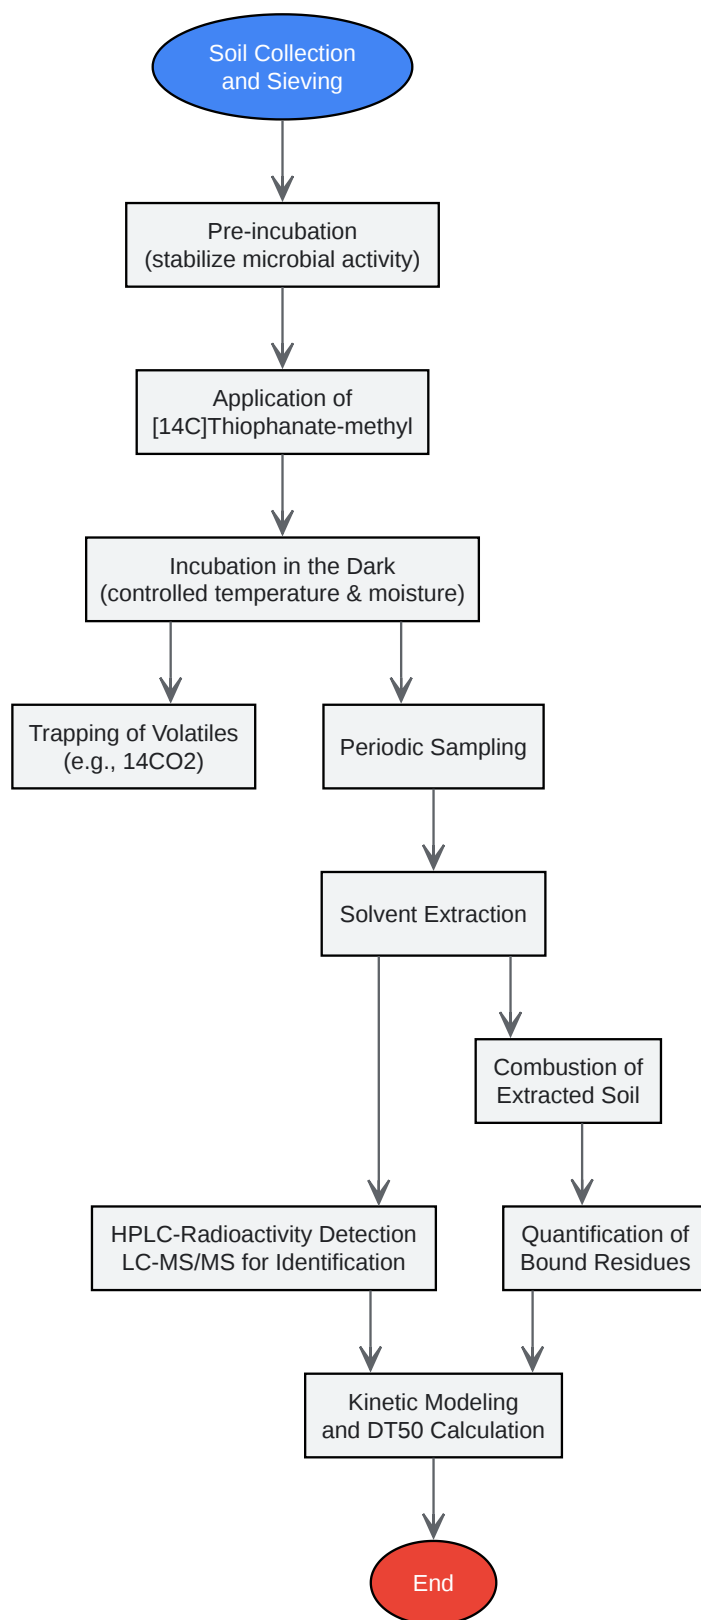 Soil Collection
and Sieving
Pre-incubation
(stabilize microbial activity)
Application of
[14C]Thiophanate-methyl
Incubation in the Dark
(controlled temperature & moisture)
Trapping of Volatiles
(e.g., 14CO2)
Periodic Sampling
Solvent Extraction
Combustion of
Extracted Soil
HPLC-Radioactivity Detection
LC-MS/MS for Identification
Quantification of
Bound Residues
Kinetic Modeling
and DT50 Calculation
End